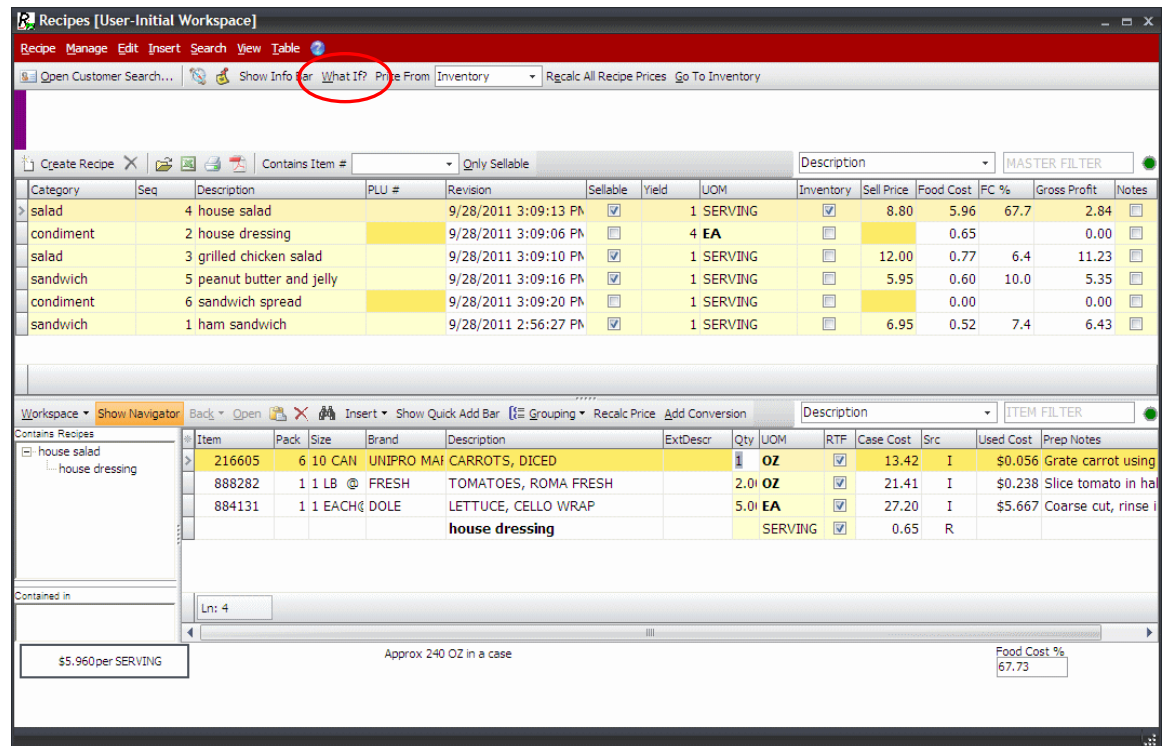 Recipes [User-Initial Workspace]
Recipe Manage Edit Insert Search View Table
Open Customer Search... Show Info Bar What If? Price From Inventory Recalc All Recipe Prices Go To Inventory
Create Recipe Contains Item # Only Sellable Description MASTER FILTER
Category Seq Description PLU # Revision Sellable Yield UOM Inventory Sell Price Food Cost FC % Gross Profit Notes
salad 4 house salad 9/28/2011 3:09:13 PM 1 SERVING 8.80 5.96 67.7 2.84
condiment 2 house dressing 9/28/2011 3:09:06 PM 4 EA 0.65 0.00
salad 3 grilled chicken salad 9/28/2011 3:09:10 PM 1 SERVING 12.00 0.77 6.4 11.23
sandwich 5 peanut butter and jelly 9/28/2011 3:09:16 PM 1 SERVING 5.95 0.60 10.0 5.35
condiment 6 sandwich spread 9/28/2011 3:09:20 PM 1 SERVING 0.00 0.00
sandwich 1 ham sandwich 9/28/2011 2:56:27 PM 1 SERVING 6.95 0.52 7.4 6.43
Workspace Show Navigator Back Open Insert Show Quick Add Bar Grouping Recalc Price Add Conversion Description ITEM FILTER
Contains Recipes
house salad
house dressing
Item Pack Size Brand Description ExtDescr Qty UOM RTF Case Cost Src Used Cost Prep Notes
216605 6 10 CAN UNIPRO MAR CARROTS, DICED 1 OZ 13.42 I $0.056 Grate carrot using
888282 1 1 LB @ FRESH TOMATOES, ROMA FRESH 2.0 OZ 21.41 I $0.238 Slice tomato in hal
884131 1 1 EACH@ DOLE LETTUCE, CELLO WRAP 5.0 EA 27.20 I $5.667 Coarse cut, rinse i
house dressing SERVING 0.65 R
Contained in
Ln: 4
$5.960 per SERVING
Approx 240 OZ in a case
Food Cost %
67.73